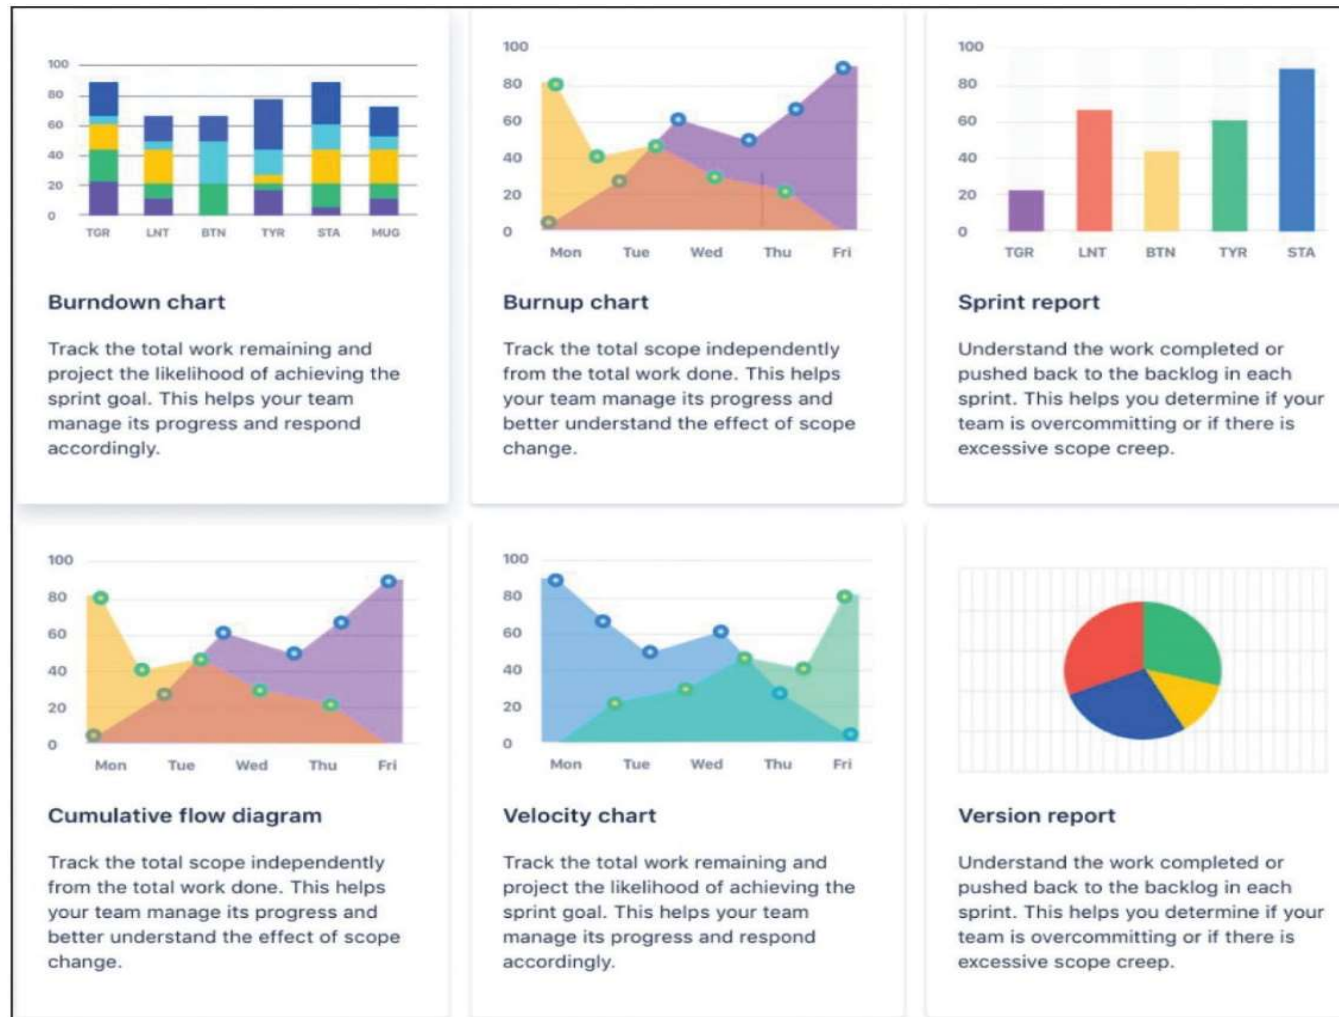 100
80
60
40
20
0
TGR LNT BTN TYR STA MUG
Burndown chart
Track the total work remaining and
project the likelihood of achieving the
sprint goal. This helps your team
manage its progress and respond
accordingly.
100
80
60
40
20
0
Mon Tue Wed Thu Fri
Burnup chart
Track the total scope independently
from the total work done. This helps
your team manage its progress and
better understand the effect of scope
change.
100
80
60
40
20
0
TGR LNT BTN TYR STA
Sprint report
Understand the work completed or
pushed back to the backlog in each
sprint. This helps you determine if your
team is overcommitting or if there is
excessive scope creep.
100
80
60
40
20
0
Mon Tue Wed Thu Fri
Cumulative flow diagram
Track the total scope independently
from the total work done. This helps
your team manage its progress and
better understand the effect of scope
change.
100
80
60
40
20
0
Mon Tue Wed Thu Fri
Velocity chart
Track the total work remaining and
project the likelihood of achieving the
sprint goal. This helps your team
manage its progress and respond
accordingly.
Version report
Understand the work completed or
pushed back to the backlog in each
sprint. This helps you determine if your
team is overcommitting or if there is
excessive scope creep.